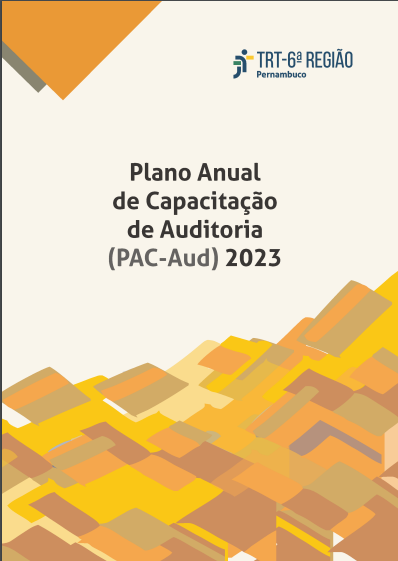 TRT-6ª REGIÃO
Pernambuco
Plano Anual
de Capacitação
de Auditoria
(PAC-Aud) 2023